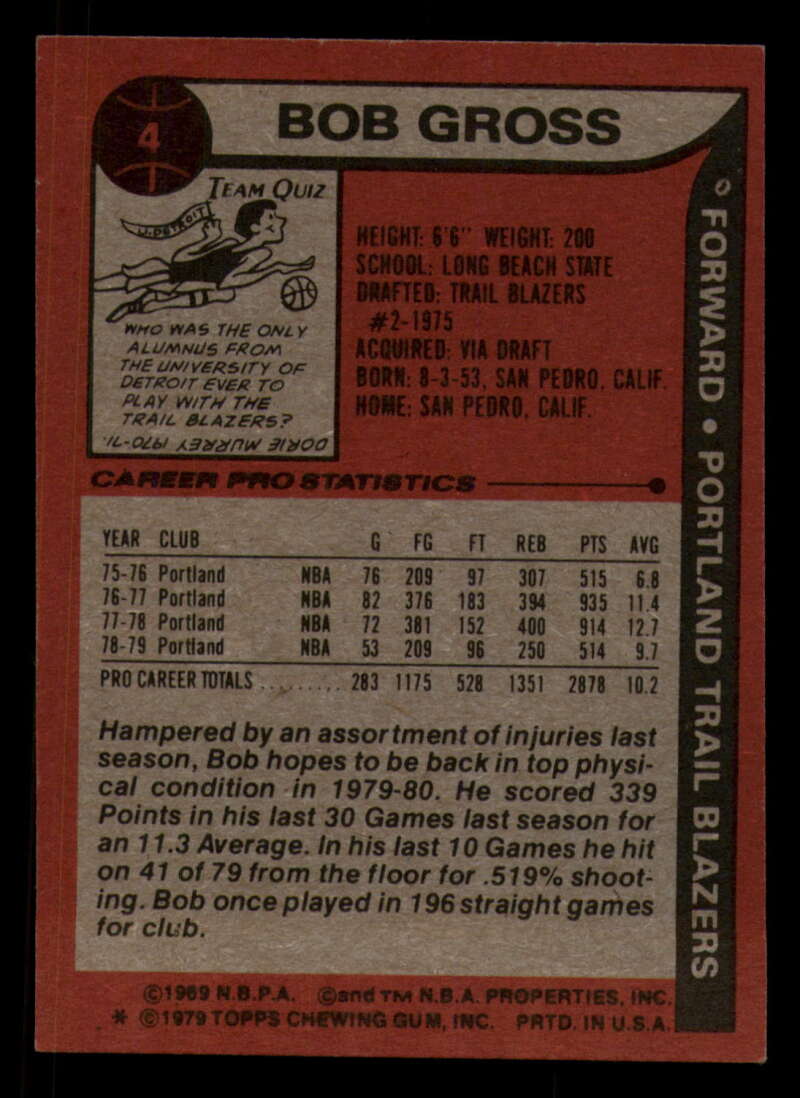 4
BOB GROSS
TEAM QUIZ
U. DETROIT
WHO WAS THE ONLY
ALUMNUS FROM
THE UNIVERSITY OF
DETROIT EVER TO
PLAY WITH THE
TRAIL BLAZERS?
DORIE MURREY 1970-71.
HEIGHT: 6'6" WEIGHT: 200
SCHOOL: LONG BEACH STATE
DRAFTED: TRAIL BLAZERS
#2-1975
ACQUIRED: VIA DRAFT
BORN: 8-3-53, SAN PEDRO, CALIF.
HOME: SAN PEDRO, CALIF.
FORWARD • PORTLAND TRAIL BLAZERS
CAREER PRO STATISTICS
YEAR CLUB G FG FT REB PTS AVG
75-76 Portland NBA 76 209 97 307 515 6.8
76-77 Portland NBA 82 376 183 394 935 11.4
77-78 Portland NBA 72 381 152 400 914 12.7
78-79 Portland NBA 53 209 96 250 514 9.7
PRO CAREER TOTALS .......... 283 1175 528 1351 2878 10.2
Hampered by an assortment of injuries last
season, Bob hopes to be back in top physi-
cal condition in 1979-80. He scored 339
Points in his last 30 Games last season for
an 11.3 Average. In his last 10 Games he hit
on 41 of 79 from the floor for .519% shoot-
ing. Bob once played in 196 straight games
for club.
©1969 N.B.P.A. ©and TM N.B.A. PROPERTIES, INC.
* ©1979 TOPPS CHEWING GUM, INC. PRTD. IN U.S.A.